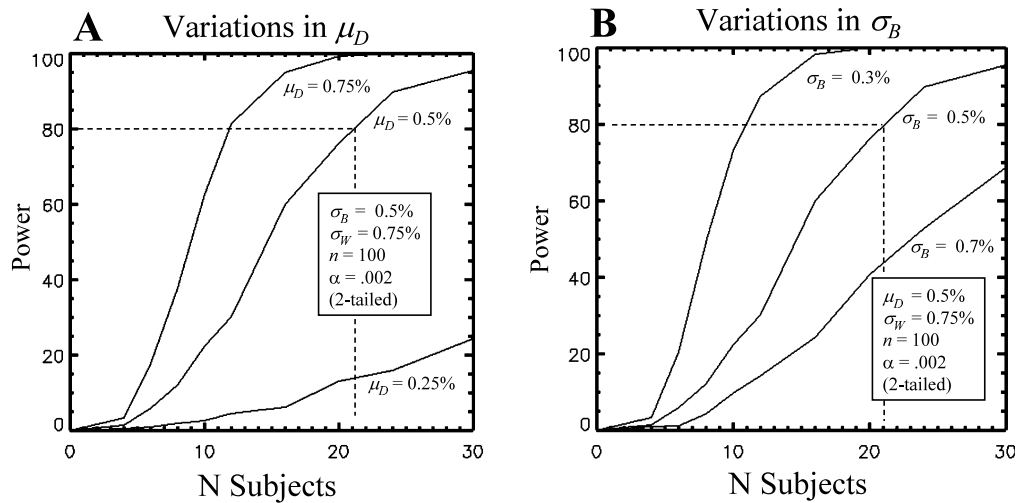 A
Variations in μD
Power
100
80
60
40
20
0
μD = 0.75%
μD = 0.5%
σB = 0.5%
σW = 0.75%
n = 100
α = .002
(2-tailed)
μD = 0.25%
0 10 20 30
N Subjects
B
Variations in σB
Power
100
80
60
40
20
0
σB = 0.3%
σB = 0.5%
σB = 0.7%
μD = 0.5%
σW = 0.75%
n = 100
α = .002
(2-tailed)
0 10 20 30
N Subjects